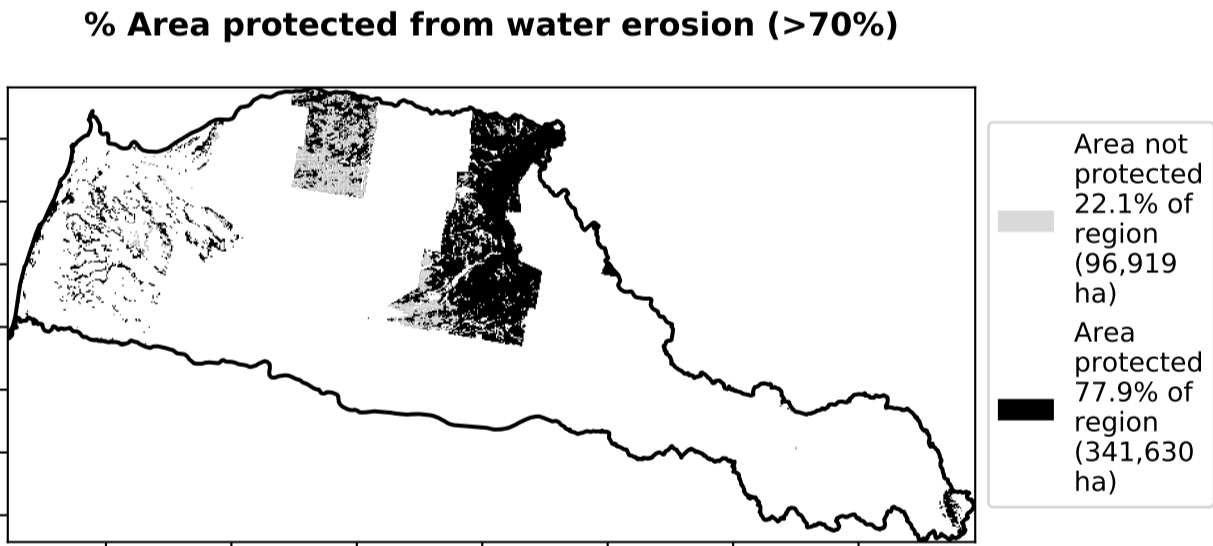 % Area protected from water erosion (>70%)
Area not
protected
22.1% of
region
(96,919
ha)
Area
protected
77.9% of
region
(341,630
ha)